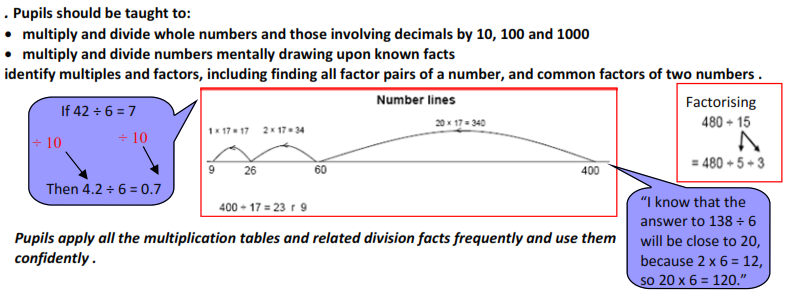 . Pupils should be taught to:
• multiply and divide whole numbers and those involving decimals by 10, 100 and 1000
• multiply and divide numbers mentally drawing upon known facts
identify multiples and factors, including finding all factor pairs of a number, and common factors of two numbers .
If 42 ÷ 6 = 7
÷ 10 ÷ 10
Then 4.2 ÷ 6 = 0.7
Number lines
1 × 17 = 17 2 × 17 = 34 20 x 17 = 340
9 26 60 400
400 ÷ 17 = 23 r 9
Factorising
480 ÷ 15
= 480 ÷ 5 ÷ 3
"I know that the
answer to 138 ÷ 6
will be close to 20,
because 2 x 6 = 12,
so 20 x 6 = 120."
Pupils apply all the multiplication tables and related division facts frequently and use them
confidently .